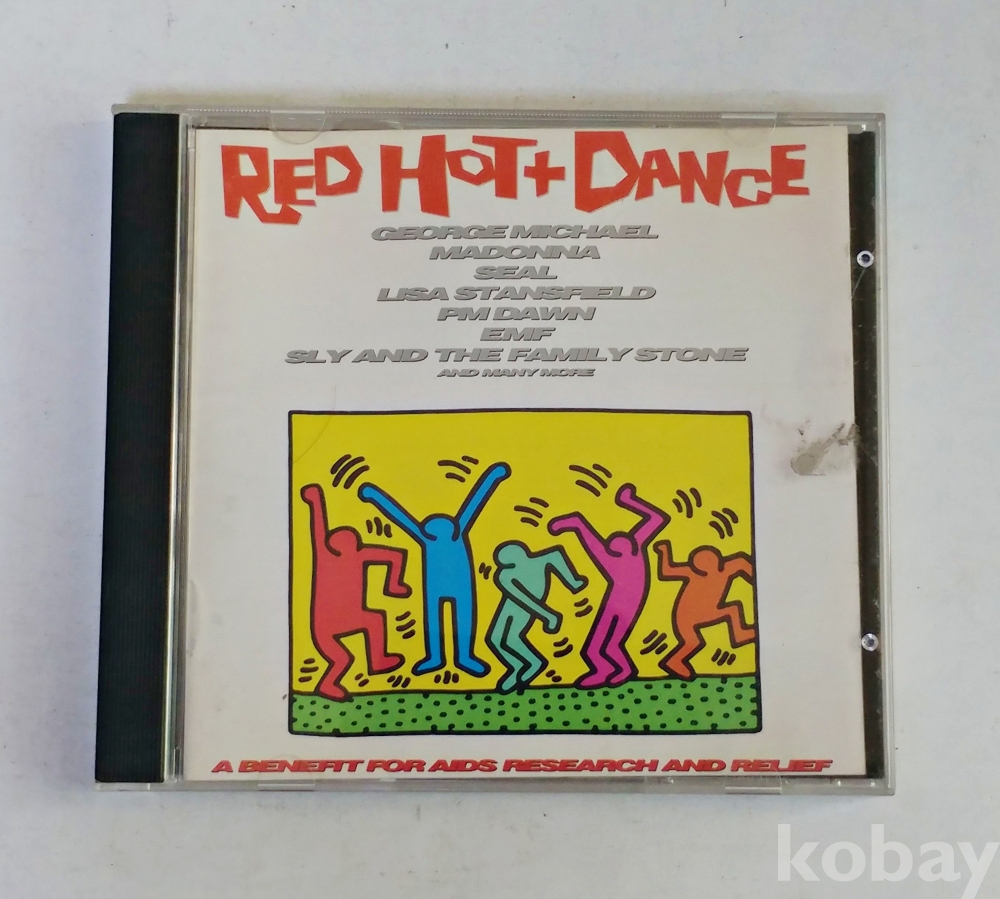 RED HOT + DANCE
GEORGE MICHAEL
MADONNA
SEAL
LISA STANSFIELD
PM DAWN
EMF
SLY AND THE FAMILY STONE
AND MANY MORE
A BENEFIT FOR AIDS RESEARCH AND RELIEF
kobay